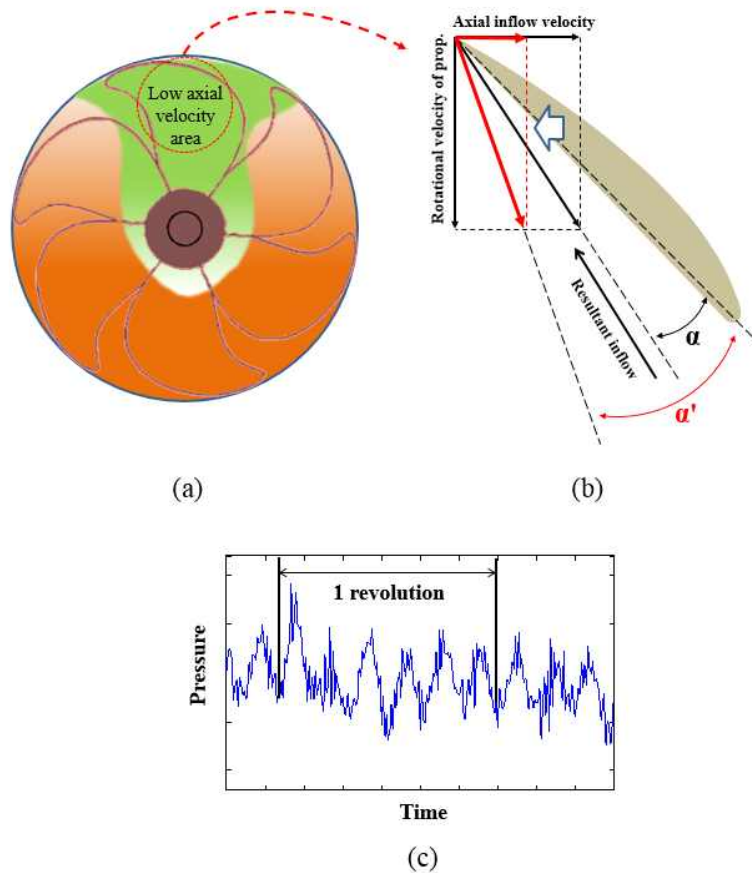 Low axial
velocity
area
(a)
Axial inflow velocity
Rotational velocity of prop.
Resultant inflow
α
α'
(b)
1 revolution
Pressure
Time
(c)